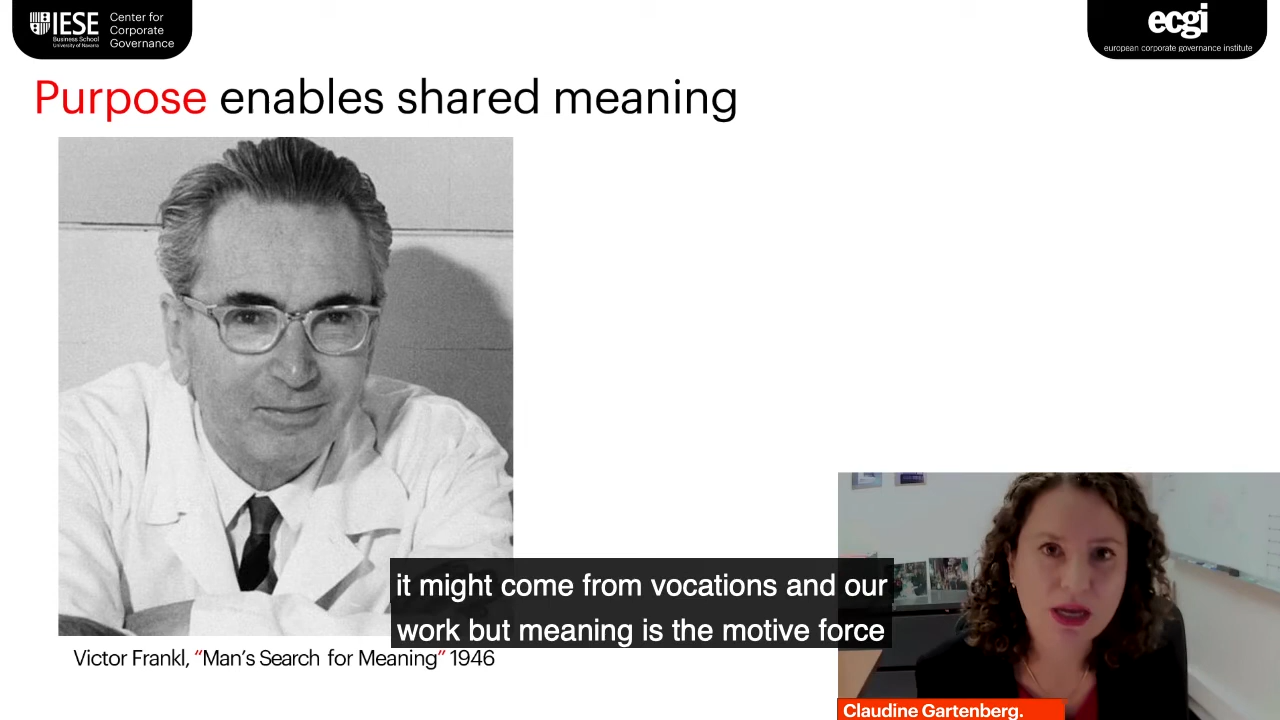 IESE
Business School
University of Navarra
Center for
Corporate
Governance
ecgi
european corporate governance institute
Purpose enables shared meaning
it might come from vocations and our
work but meaning is the motive force
Victor Frankl, “Man’s Search for Meaning” 1946
Claudine Gartenberg.